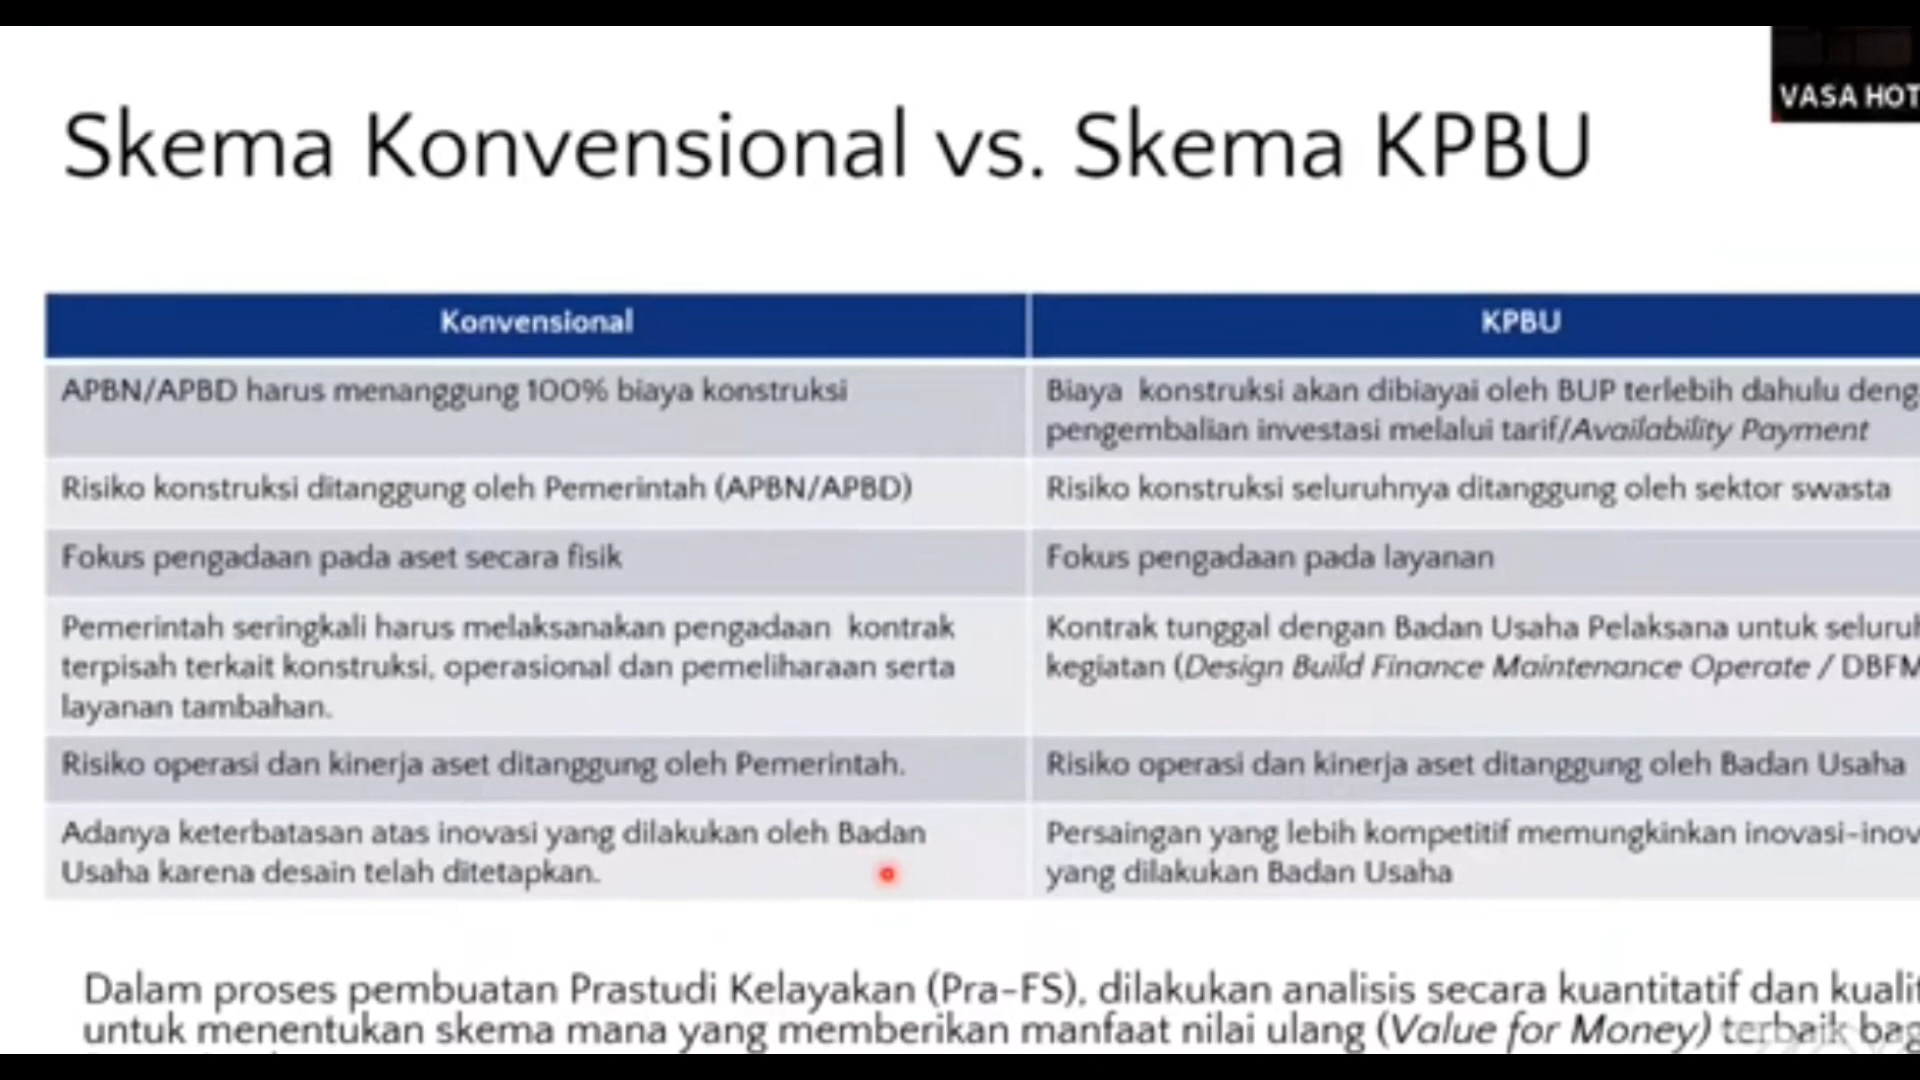 VASA HOT
Skema Konvensional vs. Skema KPBU
Konvensional
KPBU
APBN/APBD harus menanggung 100% biaya konstruksi
Biaya konstruksi akan dibiayai oleh BUP terlebih dahulu deng
pengembalian investasi melalui tarif/Availability Payment
Risiko konstruksi ditanggung oleh Pemerintah (APBN/APBD)
Risiko konstruksi seluruhnya ditanggung oleh sektor swasta
Fokus pengadaan pada aset secara fisik
Fokus pengadaan pada layanan
Pemerintah seringkali harus melaksanakan pengadaan kontrak
terpisah terkait konstruksi, operasional dan pemeliharaan serta
layanan tambahan.
Kontrak tunggal dengan Badan Usaha Pelaksana untuk seluruh
kegiatan (Design Build Finance Maintenance Operate / DBFM
Risiko operasi dan kinerja aset ditanggung oleh Pemerintah.
Risiko operasi dan kinerja aset ditanggung oleh Badan Usaha
Adanya keterbatasan atas inovasi yang dilakukan oleh Badan
Usaha karena desain telah ditetapkan.
Persaingan yang lebih kompetitif memungkinkan inovasi-inov
yang dilakukan Badan Usaha
Dalam proses pembuatan Prastudi Kelayakan (Pra-FS), dilakukan analisis secara kuantitatif dan kualit
untuk menentukan skema mana yang memberikan manfaat nilai ulang (Value for Money) terbaik bag